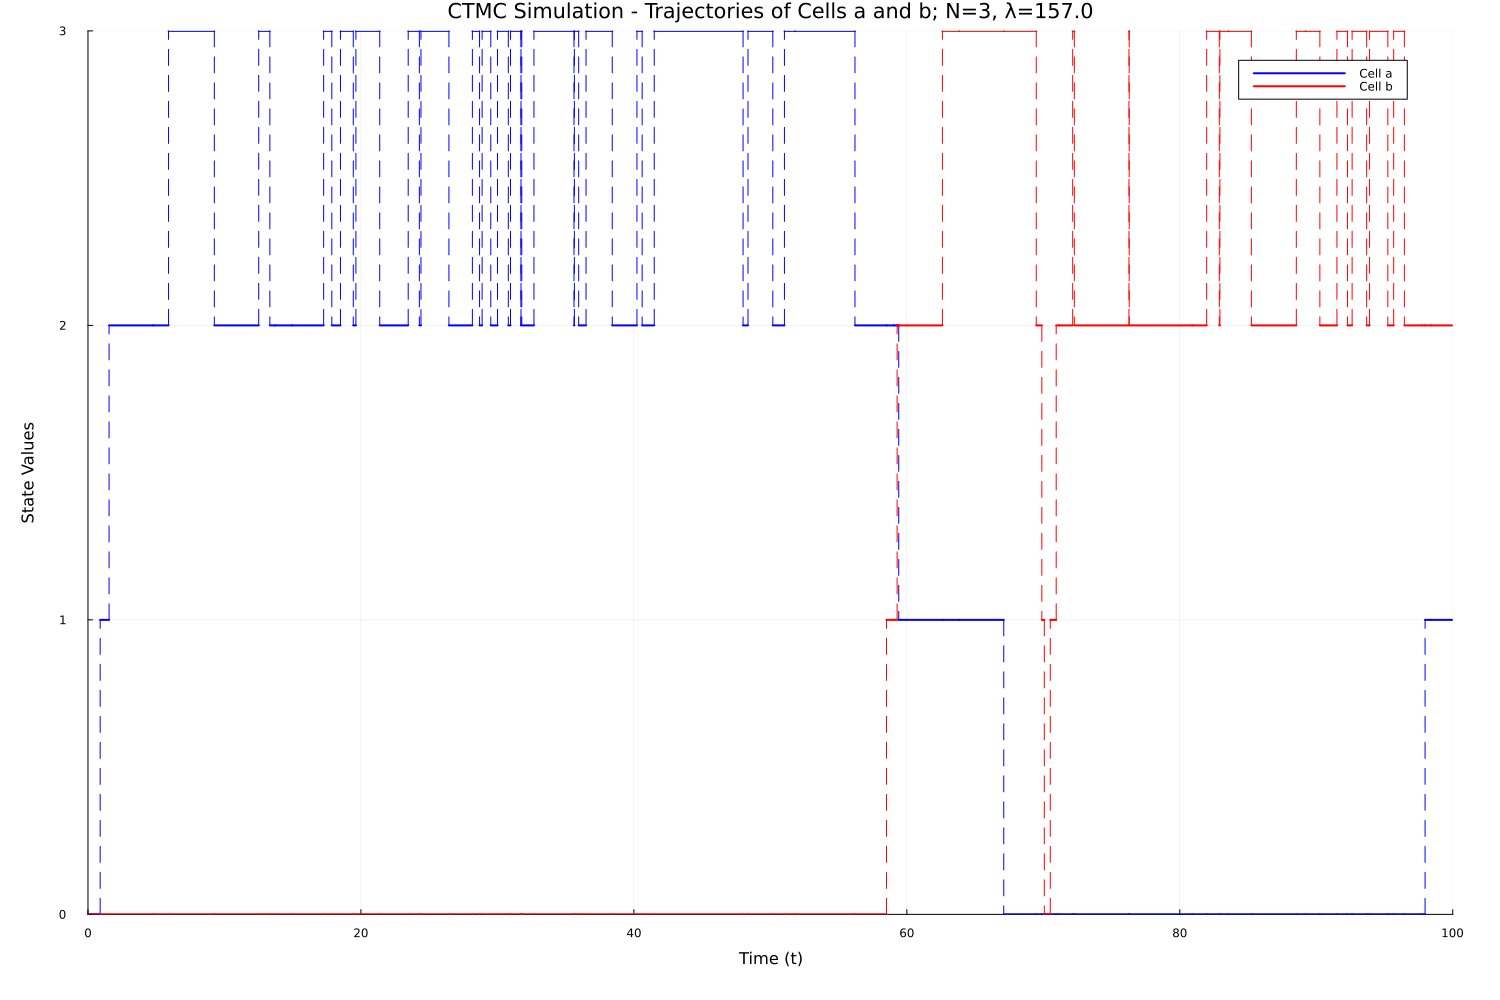 CTMC Simulation - Trajectories of Cells a and b; N=3, λ=157.0
3
Cell a
Cell b
2
State Values
1
0
0 20 40 60 80 100
Time (t)